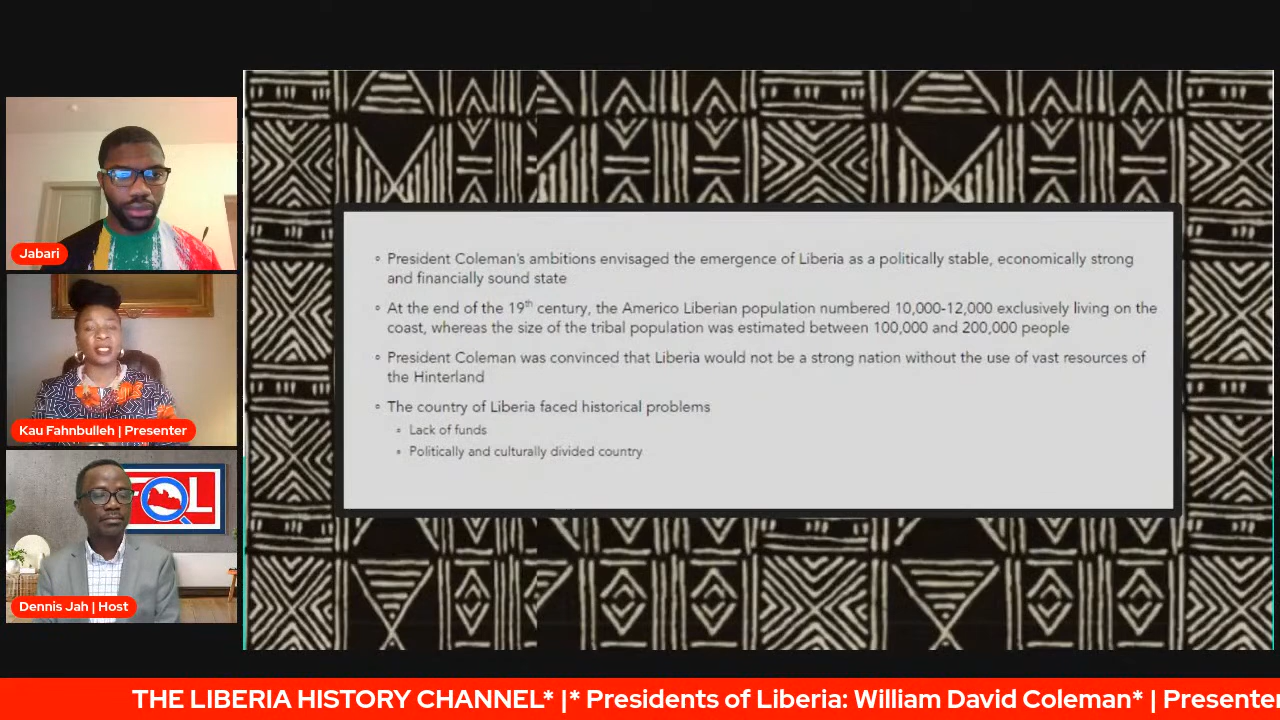 Jabari
Kau Fahnbulleh | Presenter
FOL
Dennis Jah | Host
◦ President Coleman's ambitions envisaged the emergence of Liberia as a politically stable, economically strong
and financially sound state
◦ At the end of the 19th century, the Americo Liberian population numbered 10,000-12,000 exclusively living on the
coast, whereas the size of the tribal population was estimated between 100,000 and 200,000 people
◦ President Coleman was convinced that Liberia would not be a strong nation without the use of vast resources of
the Hinterland
◦ The country of Liberia faced historical problems
▫ Lack of funds
▫ Politically and culturally divided country
THE LIBERIA HISTORY CHANNEL* |* Presidents of Liberia: William David Coleman* | Presenter